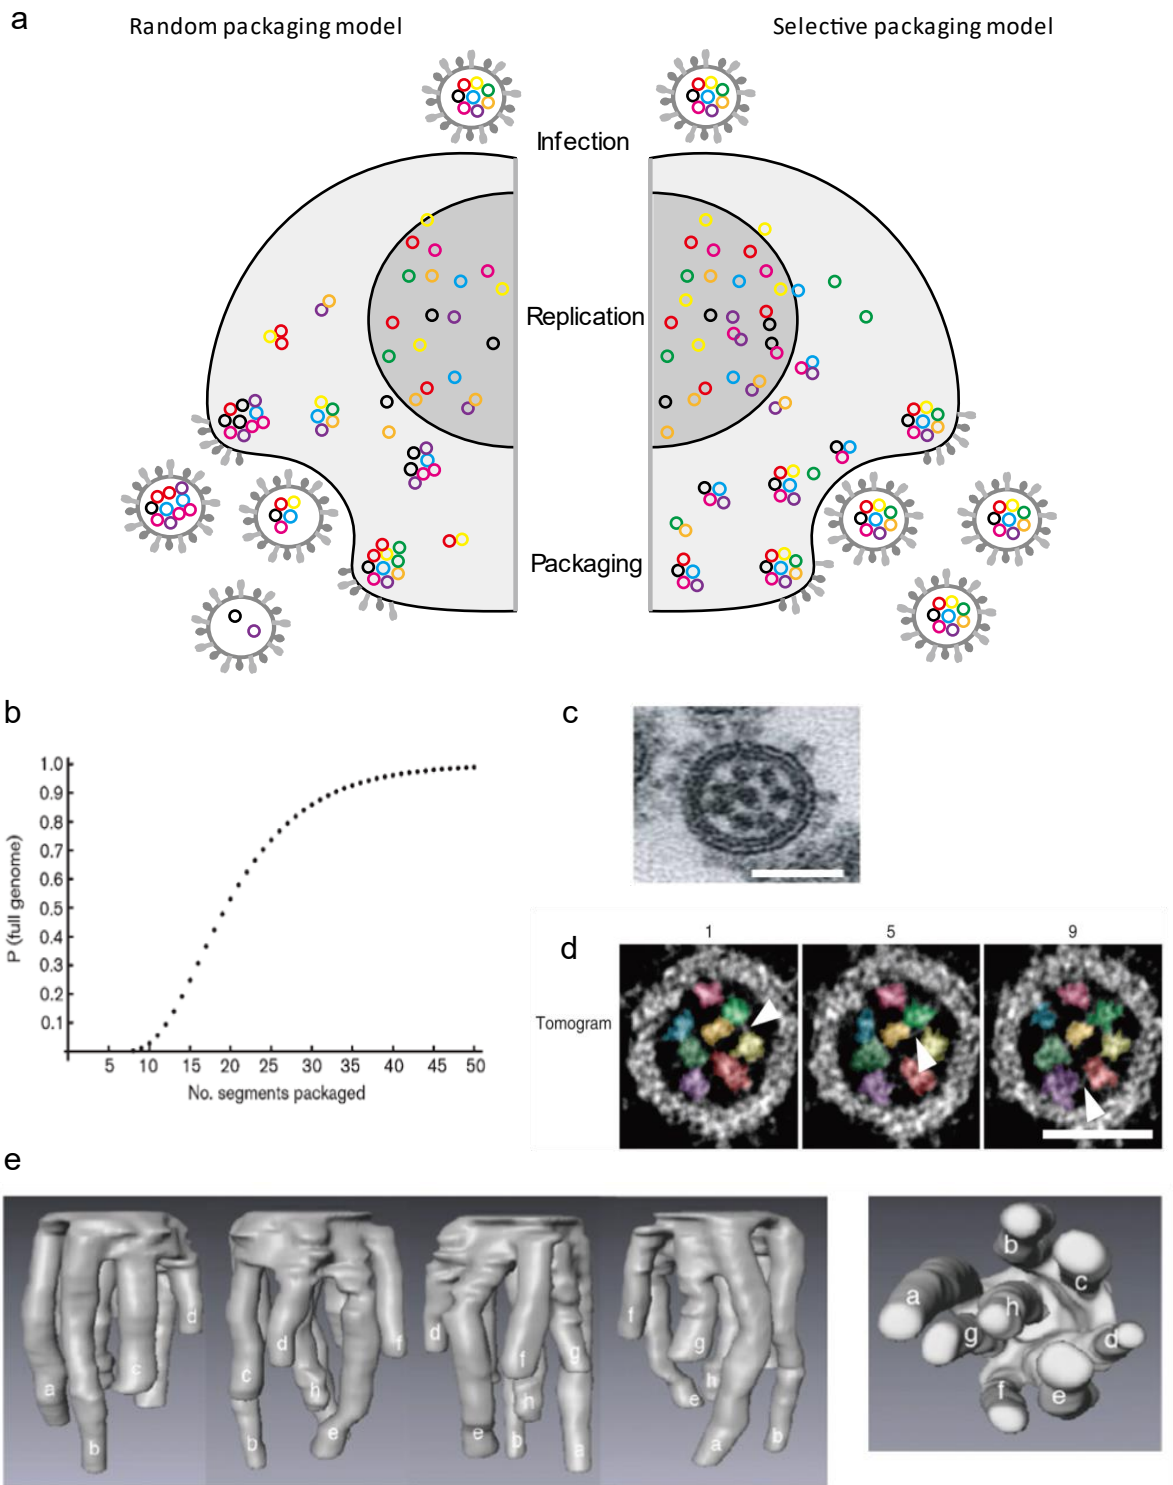 a
Random packaging model
Selective packaging model
Infection
Replication
Packaging
b
P (full genome)
1.0
0.9
0.8
0.7
0.6
0.5
0.4
0.3
0.2
0.1
5 10 15 20 25 30 35 40 45 50
No. segments packaged
c
d
1 5 9
Tomogram
e
a b c d
c b d h e f
d e f h b g a
f e g h a b
a b c g h d f e